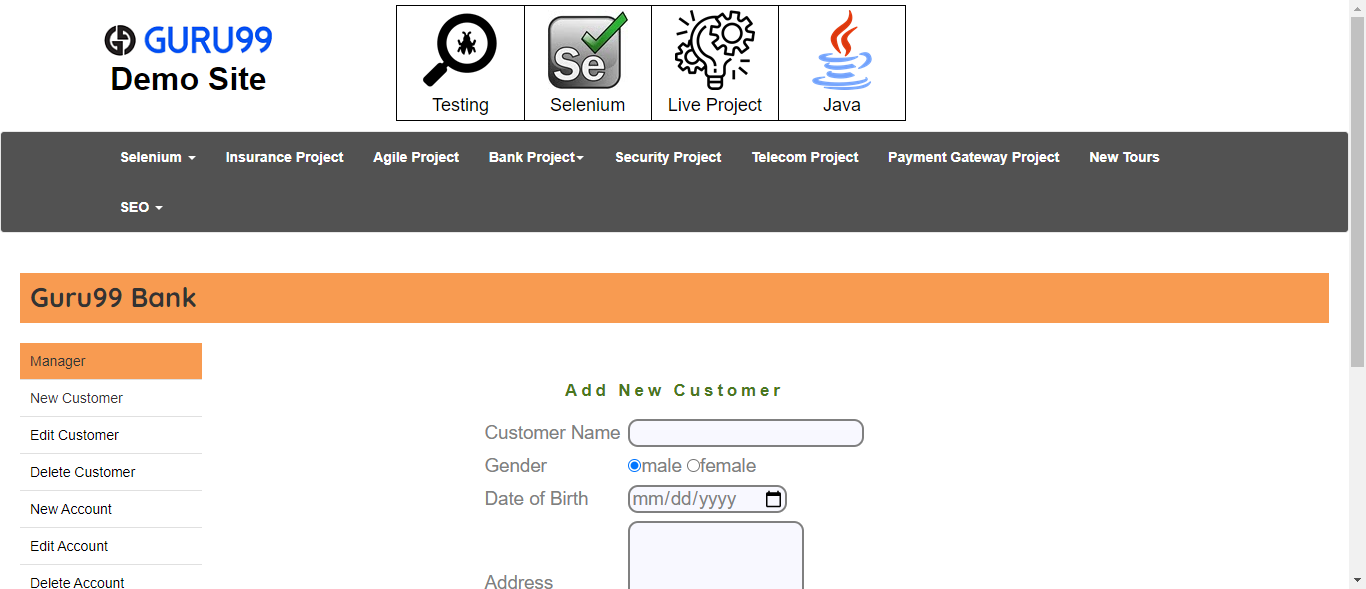 GURU99
Demo Site
Testing
Se
Selenium
Live Project
Java
Selenium Insurance Project Agile Project Bank Project Security Project Telecom Project Payment Gateway Project New Tours
SEO
Guru99 Bank
Manager
New Customer
Edit Customer
Delete Customer
New Account
Edit Account
Delete Account
Add New Customer
Customer Name
Gender male female
Date of Birth mm/dd/yyyy
Address